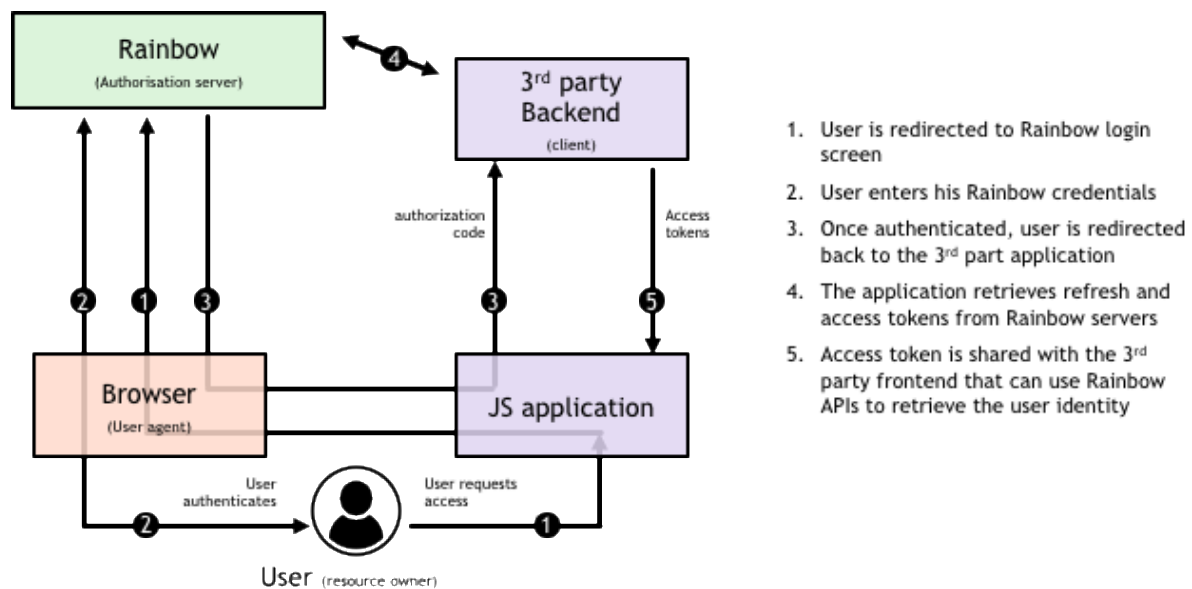 Rainbow
(Authorisation server)
4
3rd party
Backend
(client)
authorization
code
Access
tokens
2
1
3
3
5
Browser
(User agent)
JS application
User
authenticates
User requests
access
2
1
User (resource owner)
1. User is redirected to Rainbow login
screen
2. User enters his Rainbow credentials
3. Once authenticated, user is redirected
back to the 3rd part application
4. The application retrieves refresh and
access tokens from Rainbow servers
5. Access token is shared with the 3rd
party frontend that can use Rainbow
APIs to retrieve the user identity